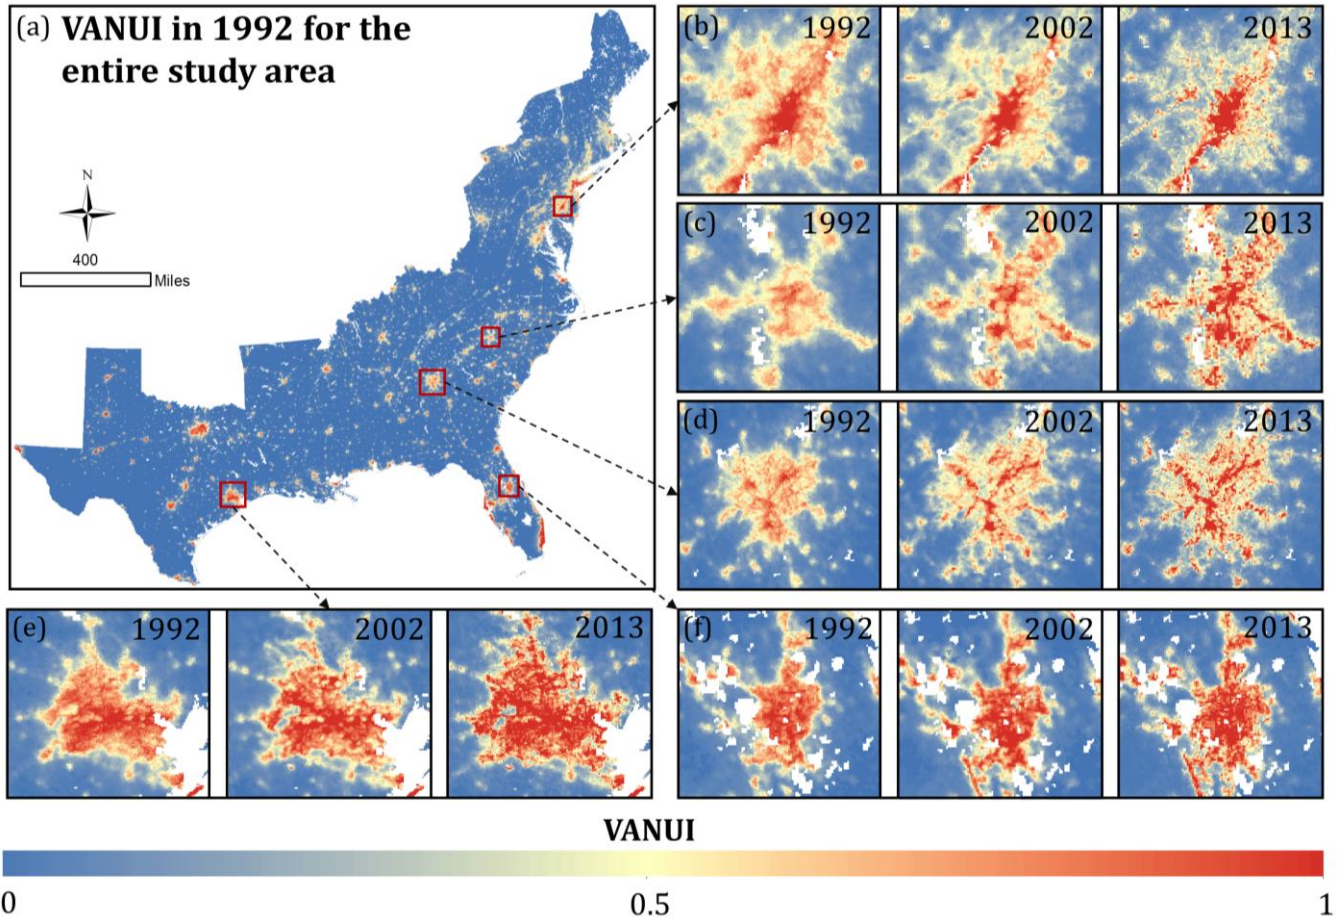 (a) VANUI in 1992 for the
entire study area
N
400
Miles
(b) 1992 2002 2013
(c) 1992 2002 2013
(d) 1992 2002 2013
(e) 1992 2002 2013
(f) 1992 2002 2013
VANUI
0 0.5 1